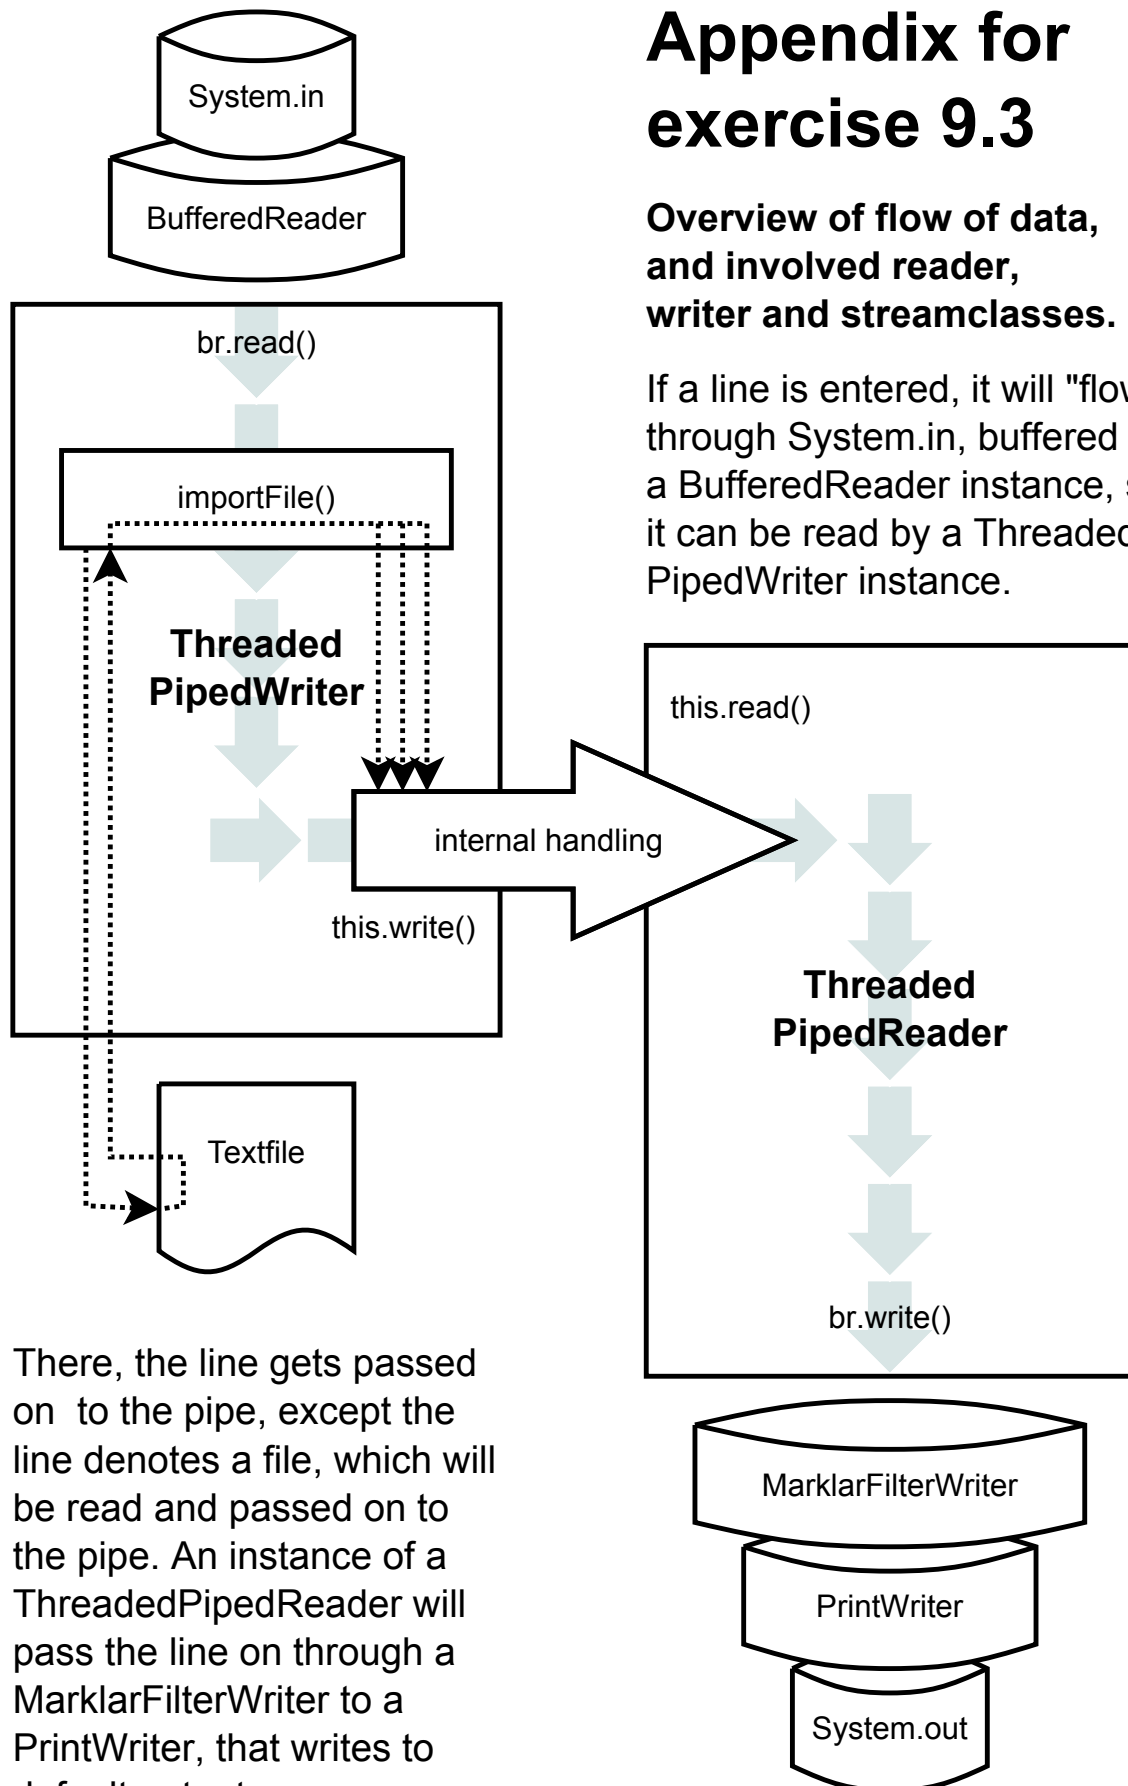 System.in
BufferedReader
Appendix for
exercise 9.3
Overview of flow of data,
and involved reader,
writer and streamclasses.
If a line is entered, it will "flow
through System.in, buffered
a BufferedReader instance,
it can be read by a Threaded
PipedWriter instance.
br.read()
importFile()
Threaded
PipedWriter
internal handling
this.write()
Textfile
this.read()
Threaded
PipedReader
br.write()
There, the line gets passed
on to the pipe, except the
line denotes a file, which will
be read and passed on to
the pipe. An instance of a
ThreadedPipedReader will
pass the line on through a
MarklarFilterWriter to a
PrintWriter, that writes to
MarklarFilterWriter
PrintWriter
System.out